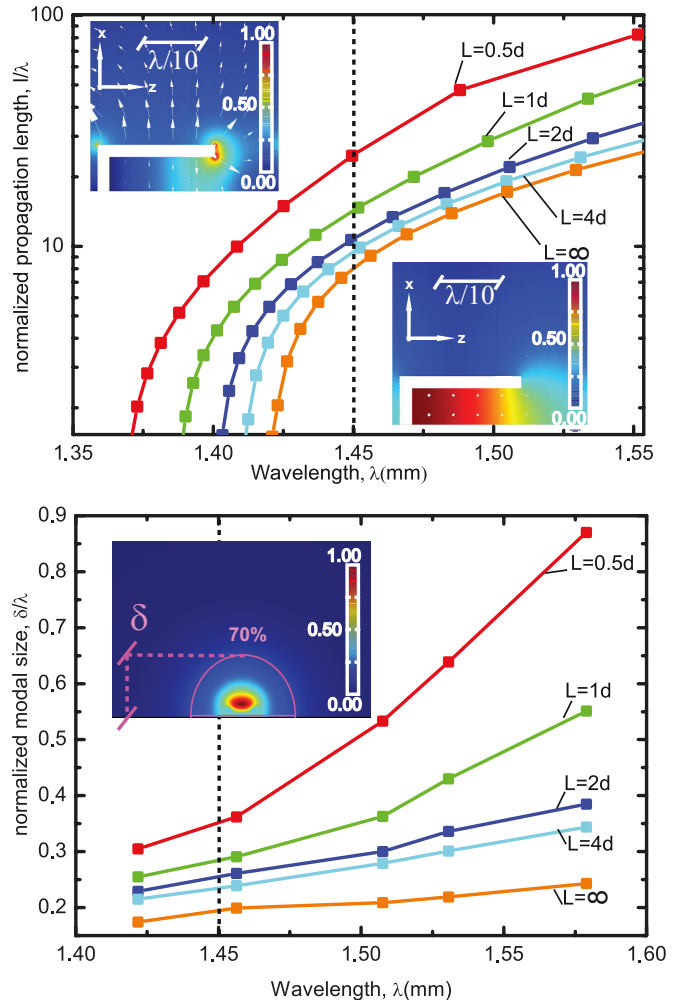 normalized propagation length, l/λ
100
10
x
z
λ/10
1.00
0.50
0.00
L=0.5d
L=1d
L=2d
L=4d
L=∞
x
z
λ/10
1.00
0.50
0.00
1.35
1.40
1.45
1.50
1.55
Wavelength, λ(mm)
normalized modal size, δ/λ
0.9
0.8
0.7
0.6
0.5
0.4
0.3
0.2
δ
70%
1.00
0.50
0.00
L=0.5d
L=1d
L=2d
L=4d
L=∞
1.40
1.45
1.50
1.55
1.60
Wavelength, λ(mm)